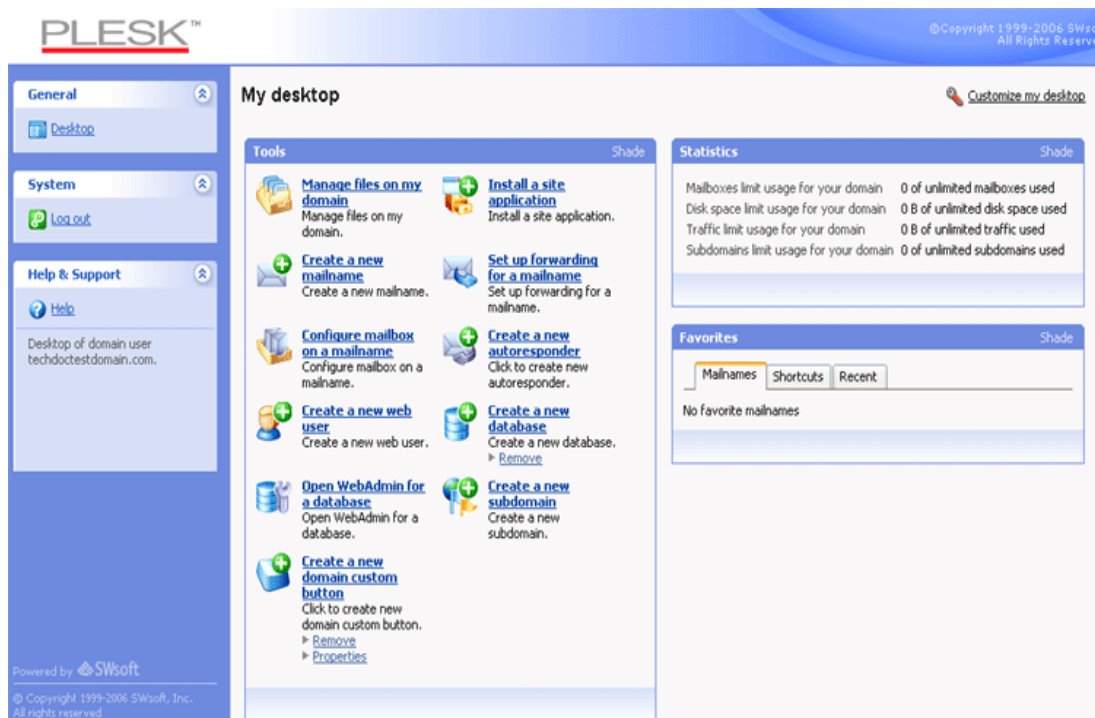 PLESK™
©Copyright 1999-2006 SWso
All Rights Reserve
General
Desktop
System
Log out
Help & Support
Help
Desktop of domain user
techdoctestdomain.com.
Powered by SWsoft
© Copyright 1999-2006 SWsoft, Inc.
All rights reserved
My desktop
Customize my desktop
Tools
Shade
Manage files on my
domain
Manage files on my
domain.
Install a site
application
Install a site application.
Create a new
mailname
Create a new mailname.
Set up forwarding
for a mailname
Set up forwarding for a
mailname.
Configure mailbox
on a mailname
Configure mailbox on a
mailname.
Create a new
autoresponder
Click to create new
autoresponder.
Create a new web
user
Create a new web user.
Create a new
database
Create a new database.
Remove
Open WebAdmin for
a database
Open WebAdmin for a
database.
Create a new
subdomain
Create a new
subdomain.
Create a new
domain custom
button
Click to create new
domain custom button.
Remove
Properties
Statistics
Shade
Mailboxes limit usage for your domain 0 of unlimited mailboxes used
Disk space limit usage for your domain 0 B of unlimited disk space used
Traffic limit usage for your domain 0 B of unlimited traffic used
Subdomains limit usage for your domain 0 of unlimited subdomains used
Favorites
Shade
Mailnames Shortcuts Recent
No favorite mailnames